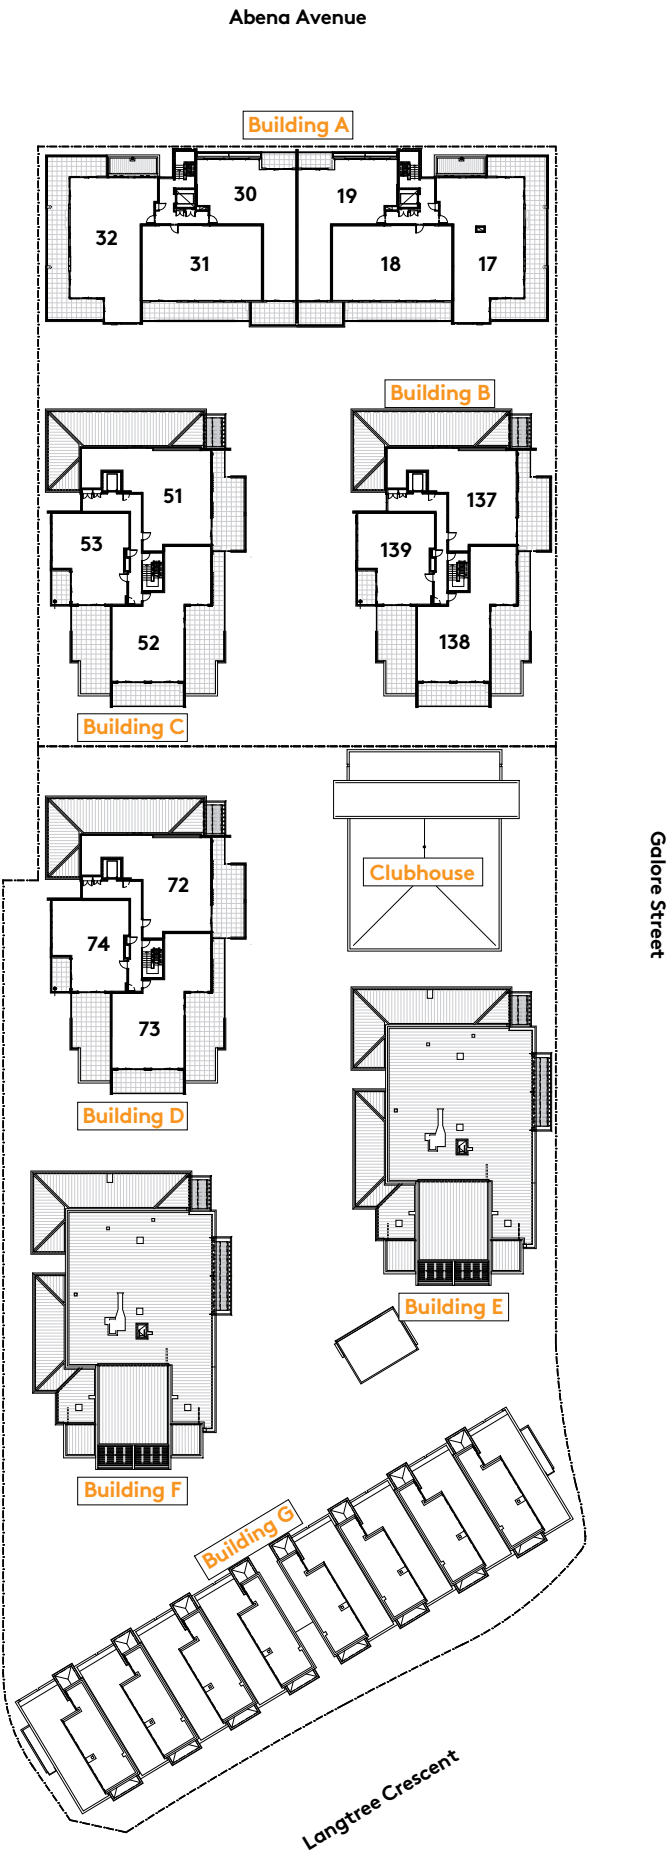 Abena Avenue
Building A
30
19
32
31
18
17
Building B
51
137
53
139
52
138
Building C
Galore Street
Clubhouse
72
74
73
Building D
Building E
Building F
Building G
Langtree Crescent